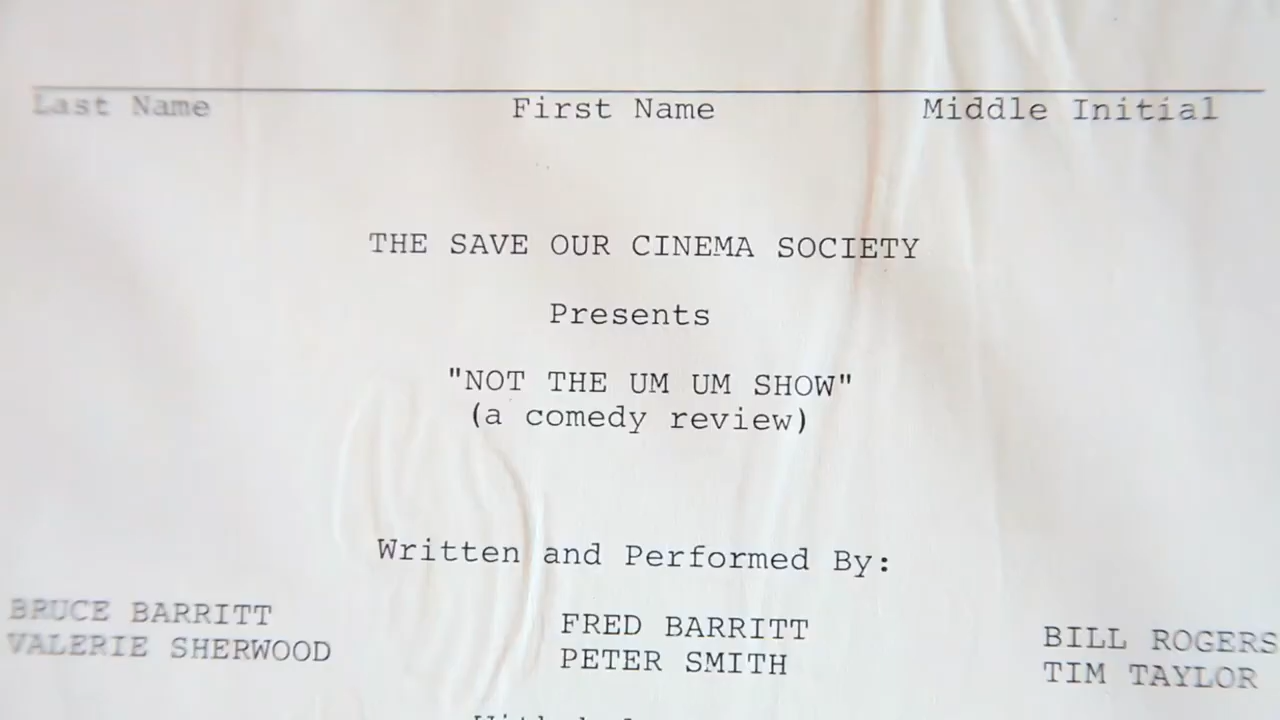 Last Name First Name Middle Initial
THE SAVE OUR CINEMA SOCIETY
Presents
"NOT THE UM UM SHOW"
(a comedy review)
Written and Performed By:
BRUCE BARRITT FRED BARRITT BILL ROGERS
VALERIE SHERWOOD PETER SMITH TIM TAYLOR